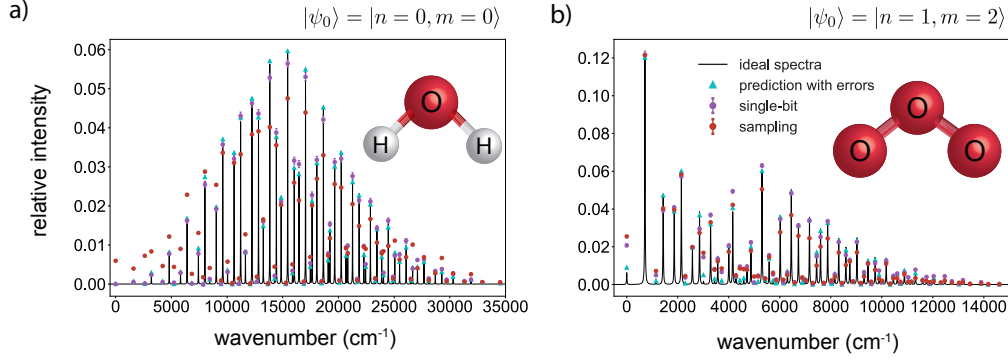 a)
|ψ₀⟩ = |n = 0, m = 0⟩
relative intensity
0.06
0.05
0.04
0.03
0.02
0.01
0.00
0
5000
10000
15000
20000
25000
30000
35000
wavenumber (cm⁻¹)
O
H
H
b)
|ψ₀⟩ = |n = 1, m = 2⟩
0.12
0.10
0.08
0.06
0.04
0.02
0.00
0
2000
4000
6000
8000
10000
12000
14000
wavenumber (cm⁻¹)
ideal spectra
prediction with errors
single-bit
sampling
O
O
O